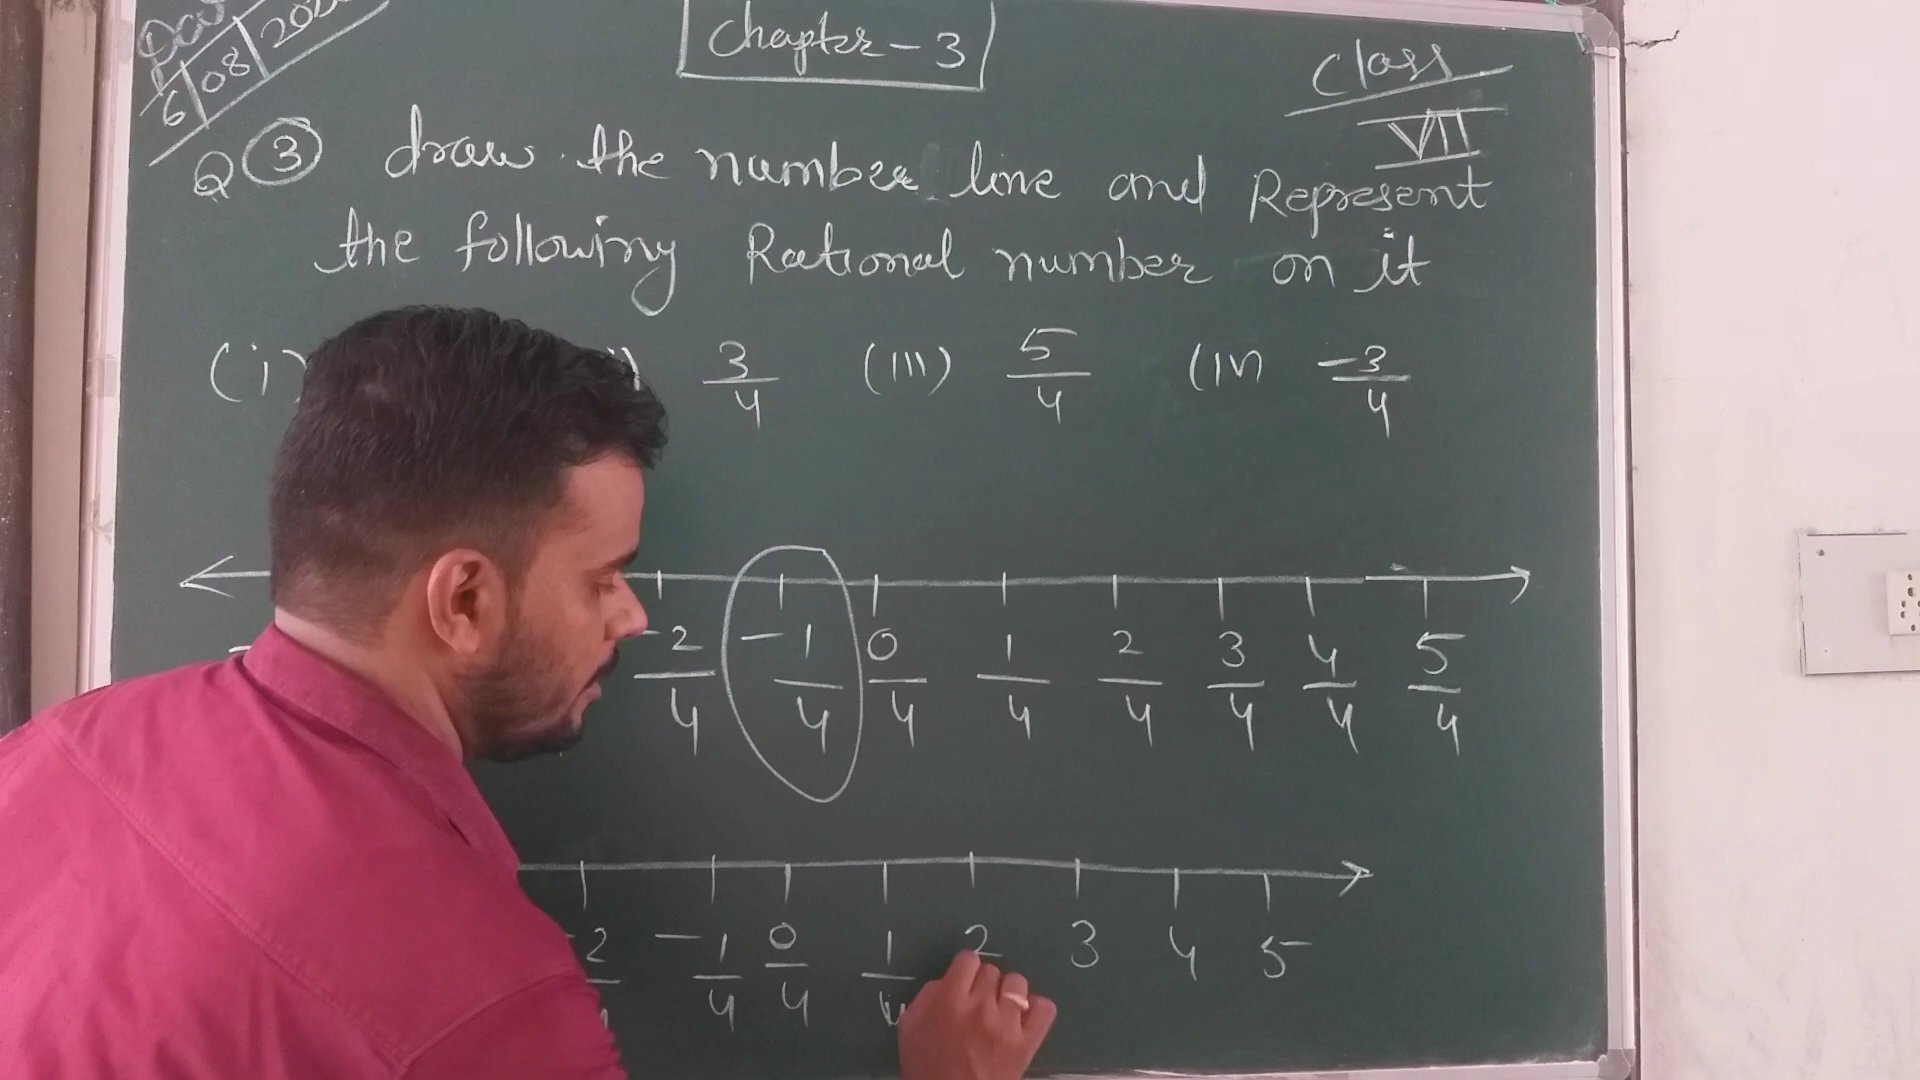 6/08/202
Chapter-3
Class
VII
Q③ draw the number line and Represent
the following Rational number on it
(i) 3/4 (III) 5/4 (IV) -3/4
-2/4 -1/4 0/4 1/4 2/4 3/4 4/4 5/4
-2 -1/4 0/4 1/4 2 3 4 5